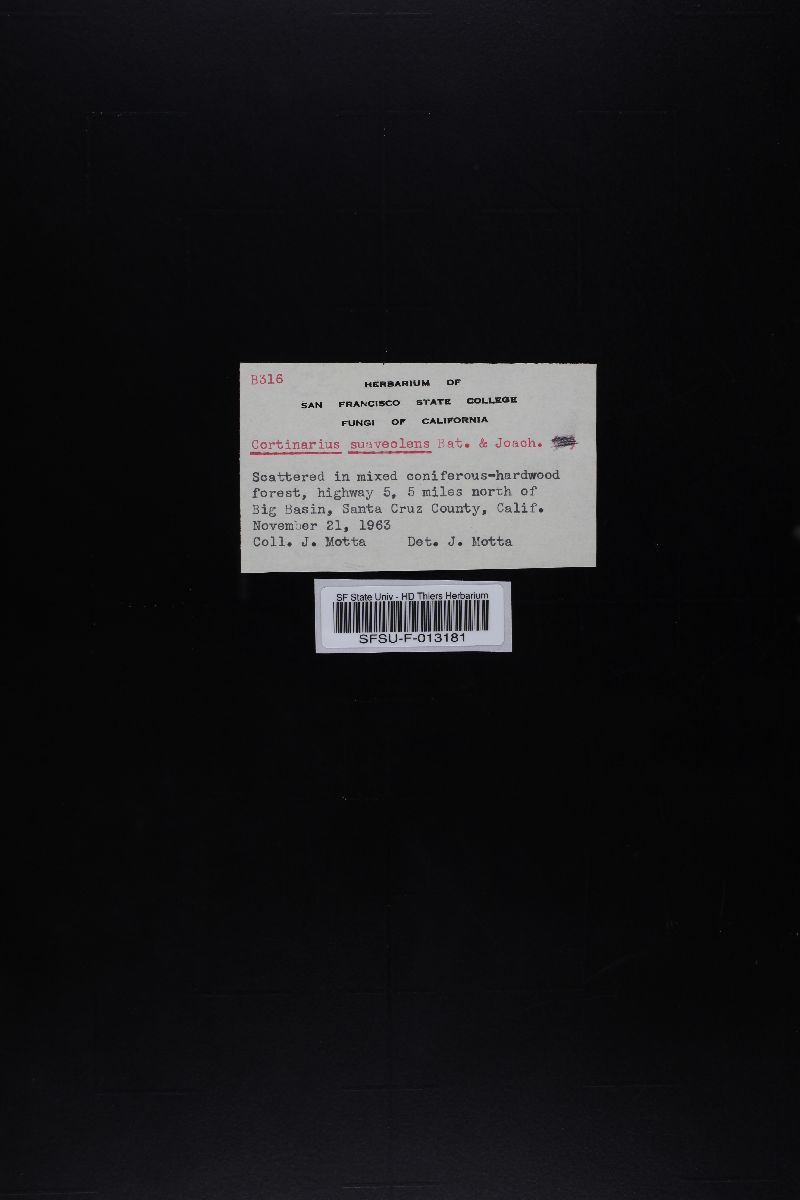 B316
HERBARIUM OF
SAN FRANCISCO STATE COLLEGE
FUNGI OF CALIFORNIA
Cortinarius suaveolens Bat. & Joach.
Scattered in mixed coniferous-hardwood
forest, highway 5, 5 miles north of
Big Basin, Santa Cruz County, Calif.
November 21, 1963
Coll. J. Motta Det. J. Motta
SF State Univ - HD Thiers Herbarium
SFSU-F-013181